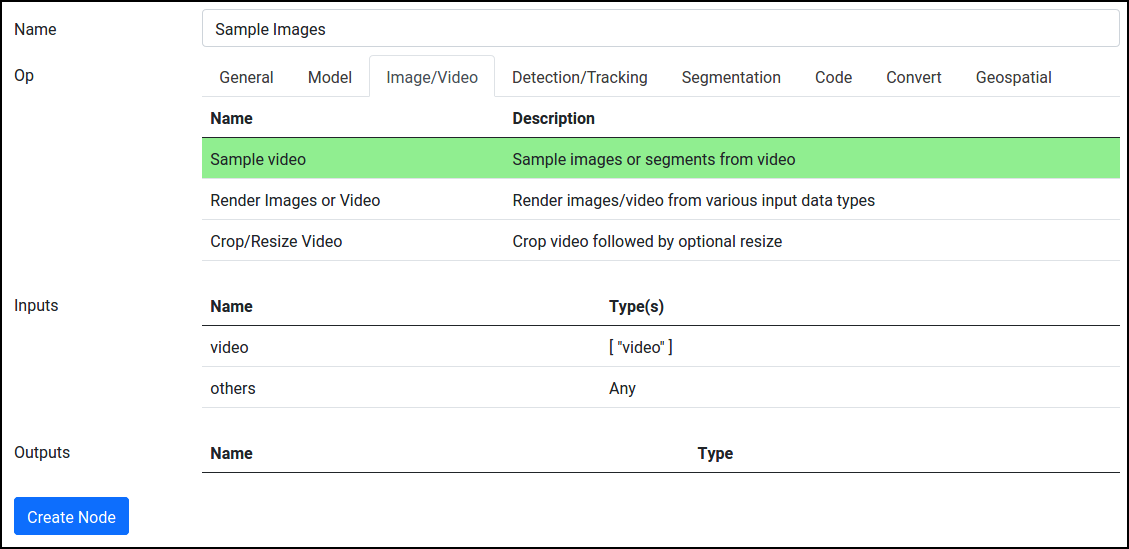 Name Sample Images
Op General Model Image/Video Detection/Tracking Segmentation Code Convert Geospatial
Name Description
Sample video Sample images or segments from video
Render Images or Video Render images/video from various input data types
Crop/Resize Video Crop video followed by optional resize
Inputs Name Type(s)
video [ "video" ]
others Any
Outputs Name Type
Create Node